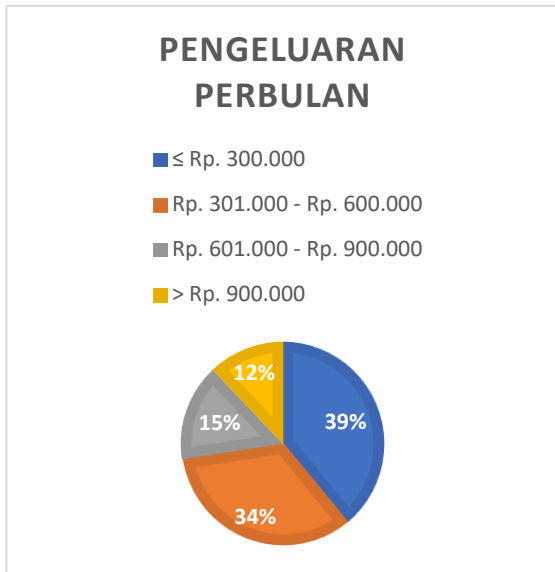 PENGELUARAN
PERBULAN
≤ Rp. 300.000
Rp. 301.000 - Rp. 600.000
Rp. 601.000 - Rp. 900.000
> Rp. 900.000
12%
39%
15%
34%